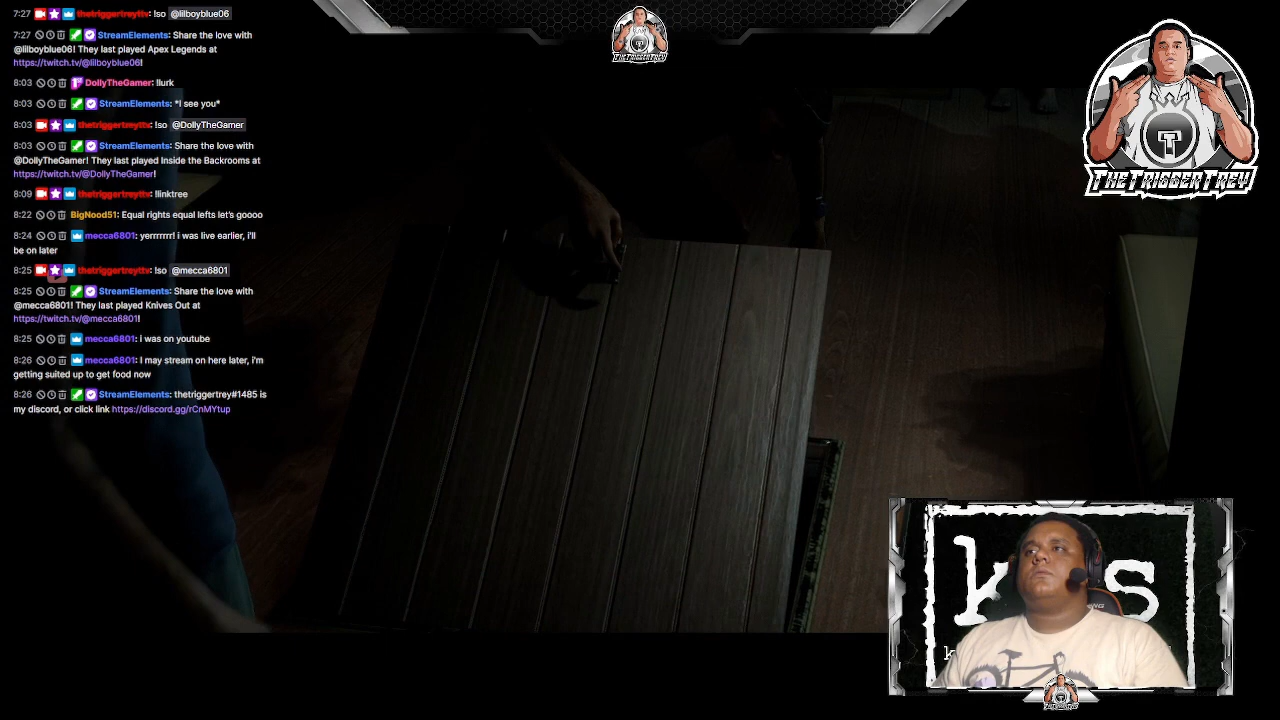 7:27 thetriggertreyttv: !so @lilboyblue06
7:27 StreamElements: Share the love with
@lilboyblue06! They last played Apex Legends at
https://twitch.tv/@lilboyblue06!
8:03 DollyTheGamer: !lurk
8:03 StreamElements: *I see you*
8:03 thetriggertreyttv: !so @DollyTheGamer
8:03 StreamElements: Share the love with
@DollyTheGamer! They last played Inside the Backrooms at
https://twitch.tv/@DollyTheGamer!
8:09 thetriggertreyttv: !linktree
8:22 BigNood51: Equal rights equal lefts let's goooo
8:24 mecca6801: yerrrrrrr! i was live earlier, i'll
be on later
8:25 thetriggertreyttv: !so @mecca6801
8:25 StreamElements: Share the love with
@mecca6801! They last played Knives Out at
https://twitch.tv/@mecca6801!
8:25 mecca6801: i was on youtube
8:26 mecca6801: I may stream on here later, i'm
getting suited up to get food now
8:26 StreamElements: thetriggertrey#1485 is
my discord, or click link https://discord.gg/rCnMYtup
THETRIGGERTREY
T
THETRIGGERTREY
k s
k